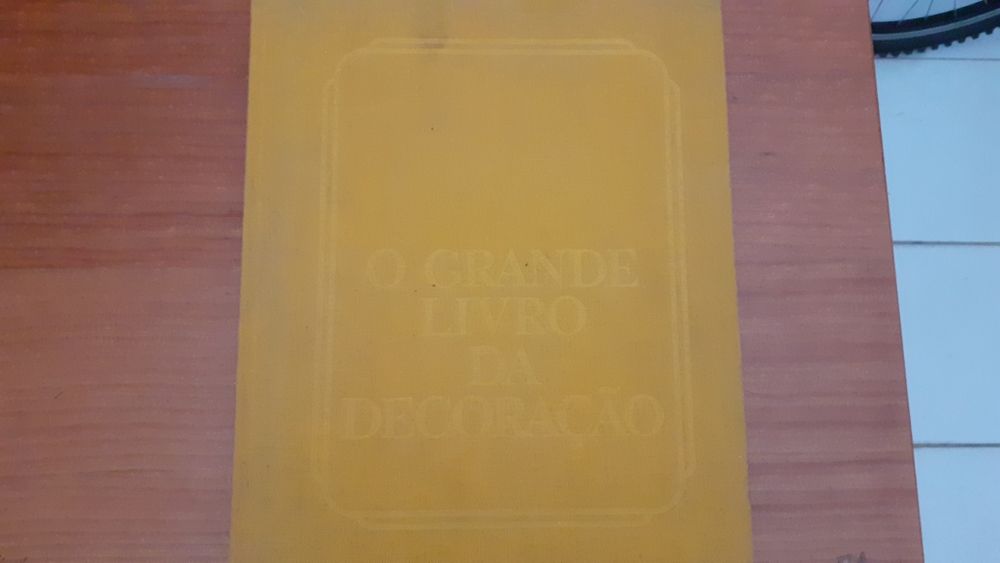 O GRANDE
LIVRO
DA
DECORAÇÃO